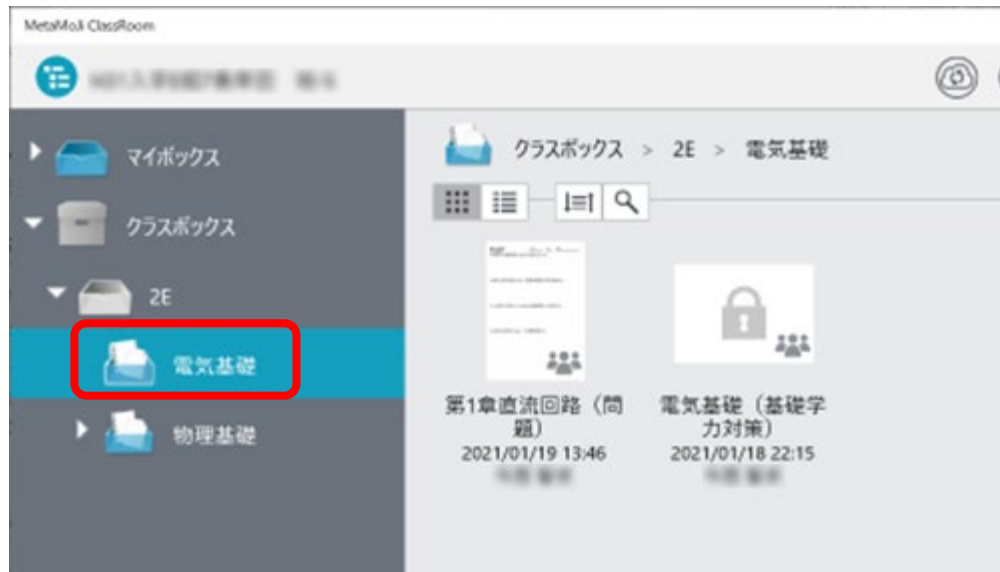 MetaMoJi ClassRoom
マイボックス
クラスボックス
2E
電気基礎
物理基礎
クラスボックス > 2E > 電気基礎
第1章直流回路（問
題）
2021/01/19 13:46
電気基礎（基礎学
力対策）
2021/01/18 22:15